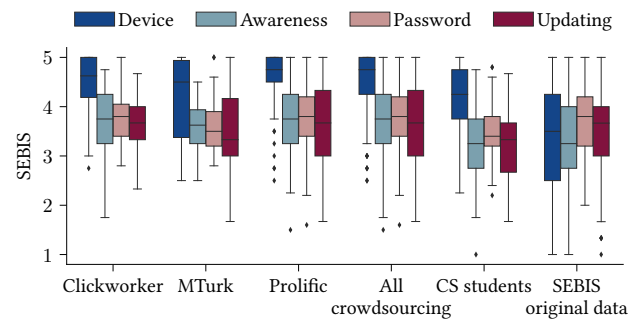 Device Awareness Password Updating
SEBIS
5
4
3
2
1
Clickworker MTurk Prolific All crowdsourcing CS students SEBIS original data